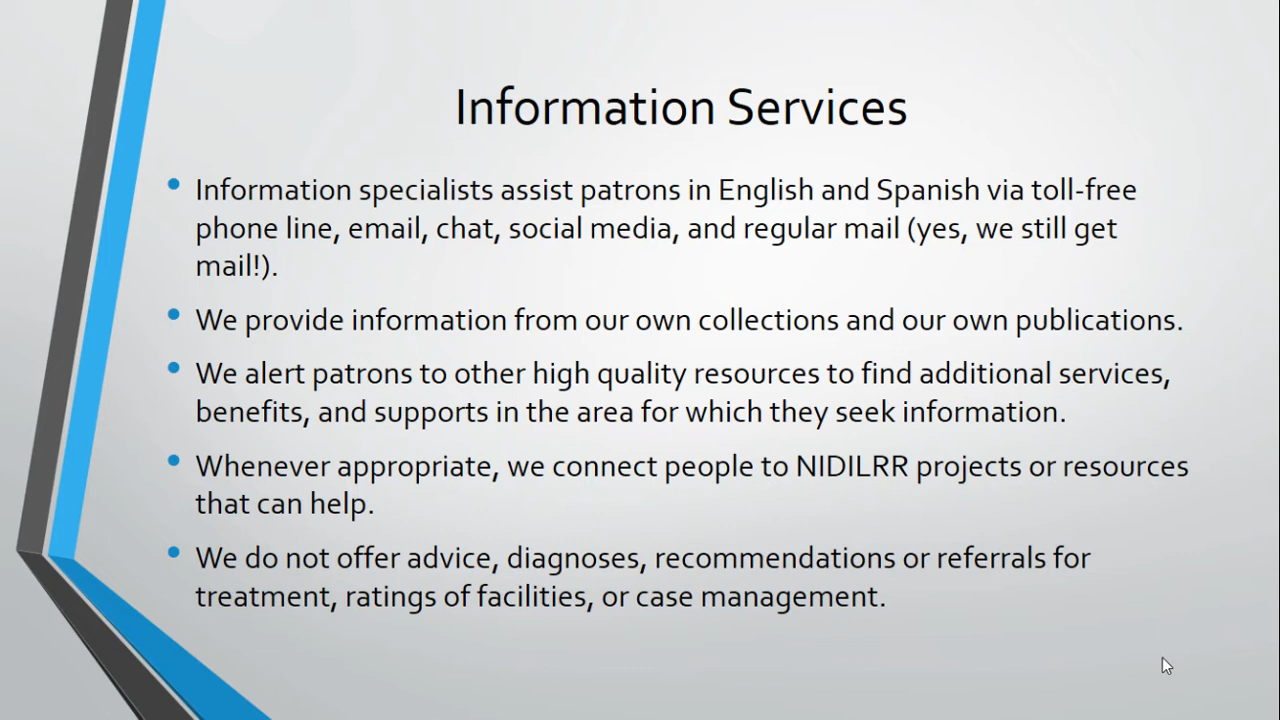 Information Services
• Information specialists assist patrons in English and Spanish via toll-free
phone line, email, chat, social media, and regular mail (yes, we still get
mail!).
• We provide information from our own collections and our own publications.
• We alert patrons to other high quality resources to find additional services,
benefits, and supports in the area for which they seek information.
• Whenever appropriate, we connect people to NIDILRR projects or resources
that can help.
• We do not offer advice, diagnoses, recommendations or referrals for
treatment, ratings of facilities, or case management.